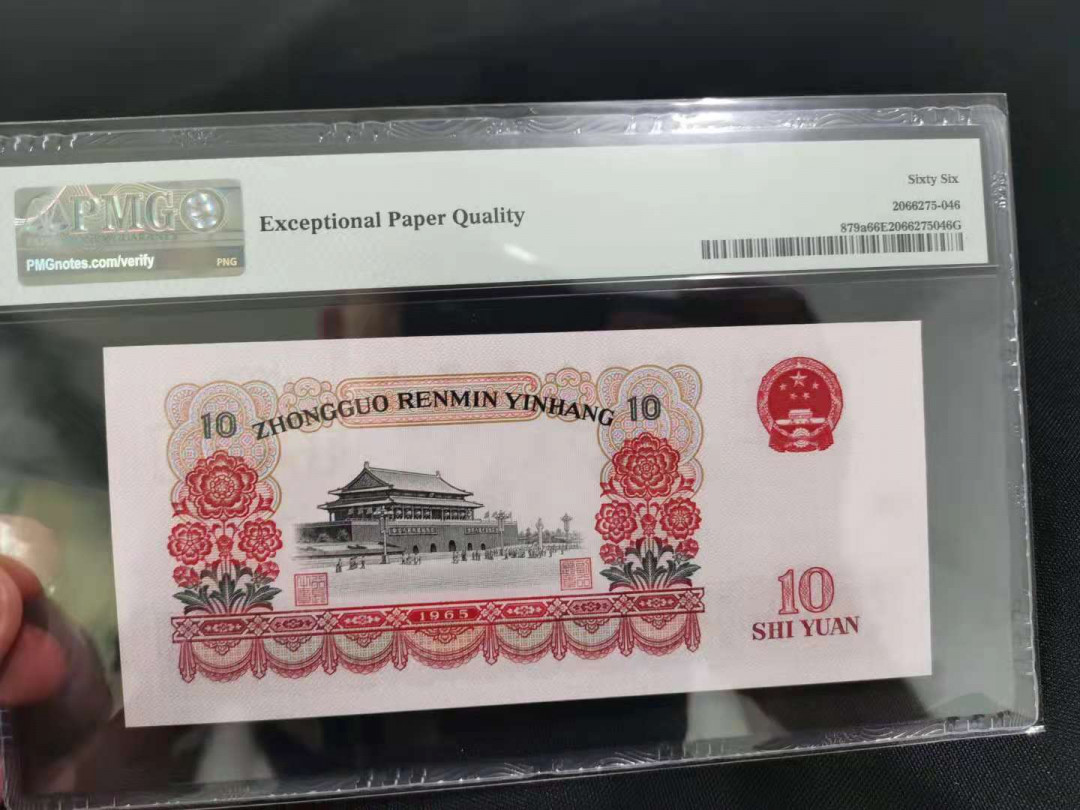 PMG
PMGnotes.com/verify
PNG
Exceptional Paper Quality
Sixty Six
2066275-046
879a66E2066275046G
10 ZHONGGUO RENMIN YINHANG 10
1965
10
SHI YUAN